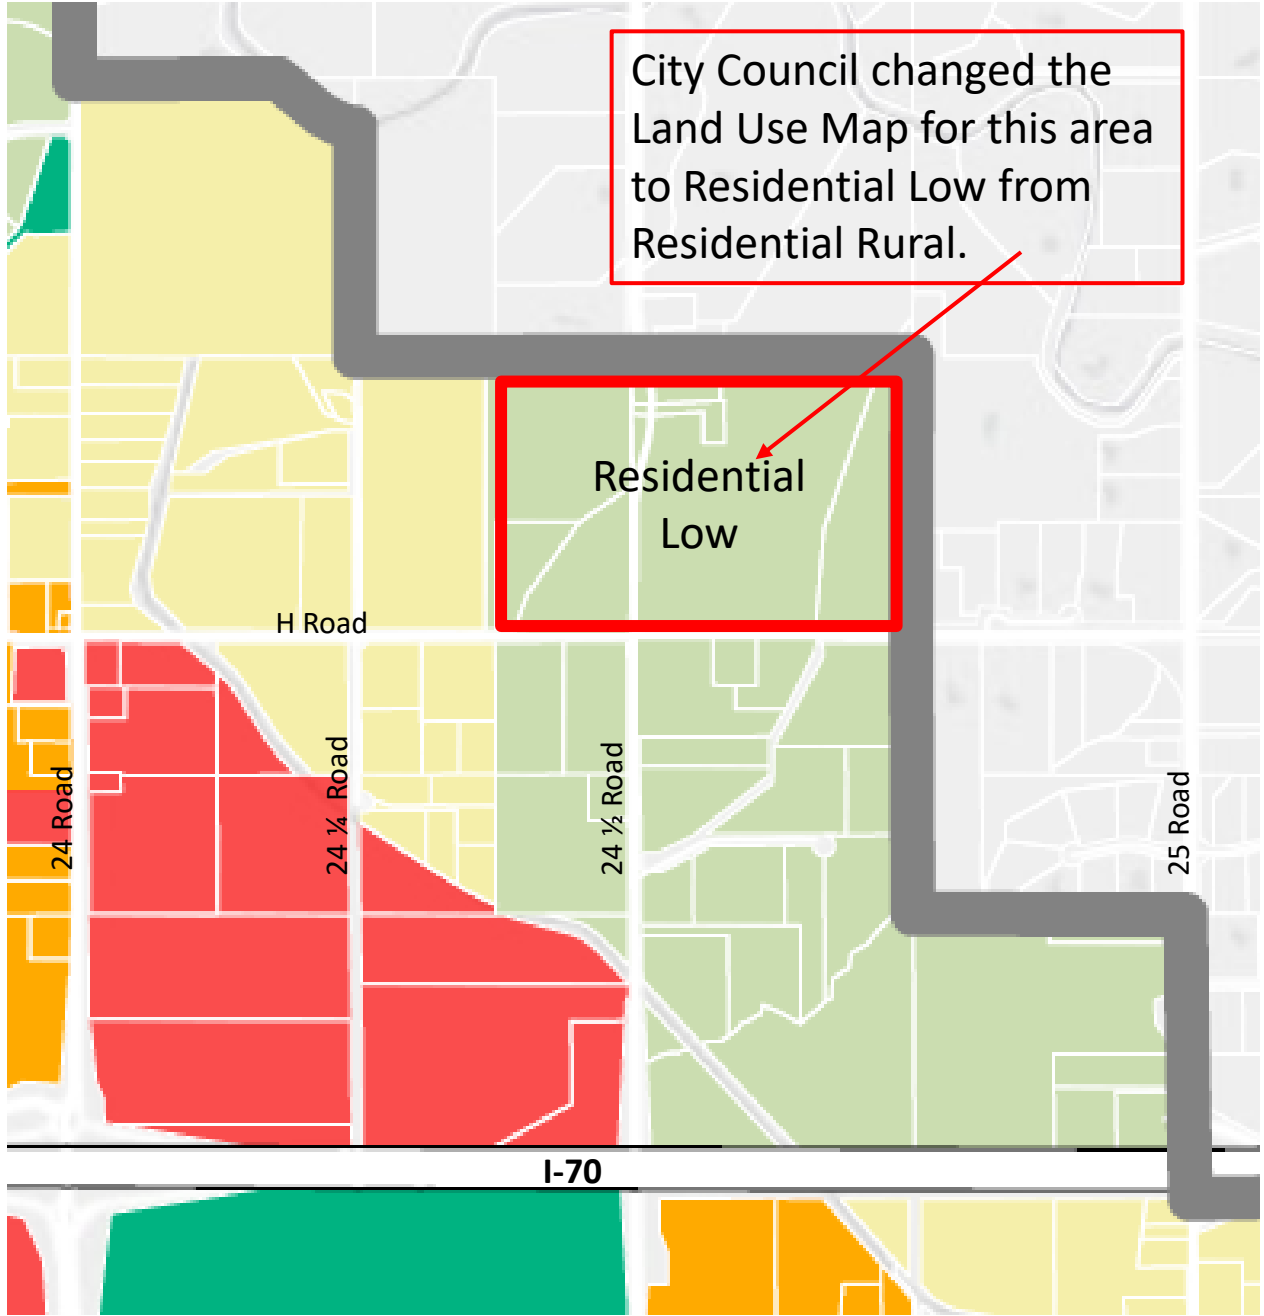 City Council changed the
Land Use Map for this area
to Residential Low from
Residential Rural.
Residential
Low
H Road
24 Road
24 ¼ Road
24 ½ Road
25 Road
I-70